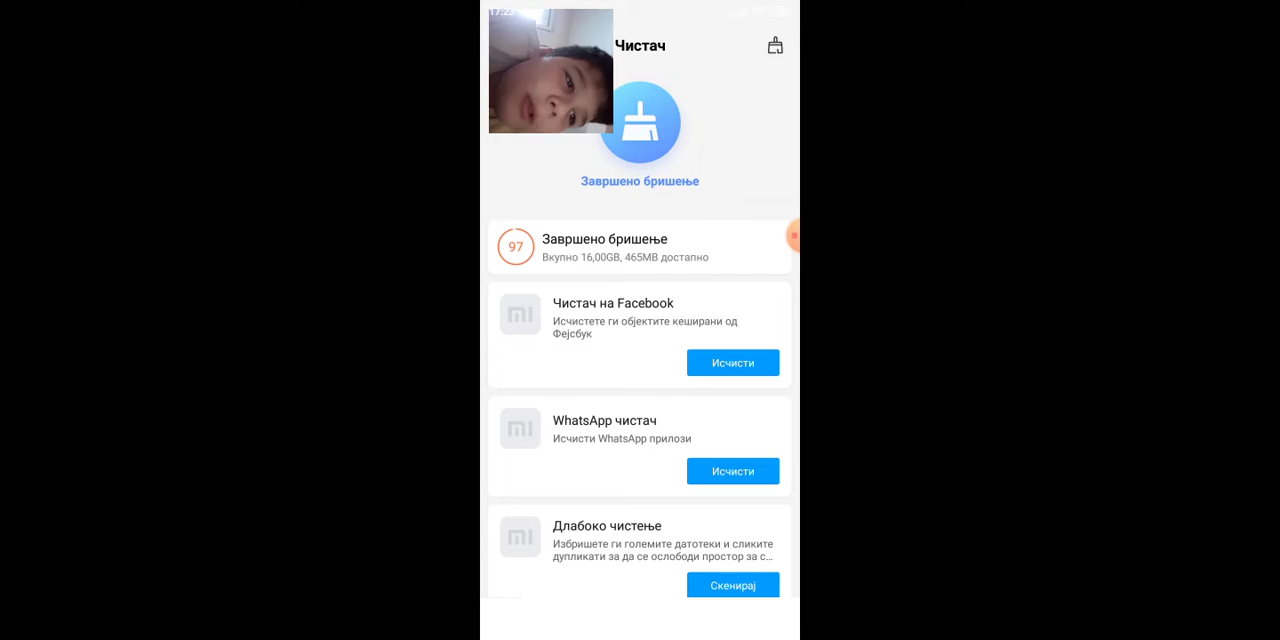 17:23
Чистач
Завршено бришење
97
Завршено бришење
Вкупно 16,00GB, 465MB достапно
Чистач на Facebook
Исчистете ги објектите кеширани од
Фејсбук
Исчисти
WhatsApp чистач
Исчисти WhatsApp прилози
Исчисти
Длабоко чистење
Избришете ги големите датотеки и сликите
дупликати за да се ослободи простор за с...
Скенирај